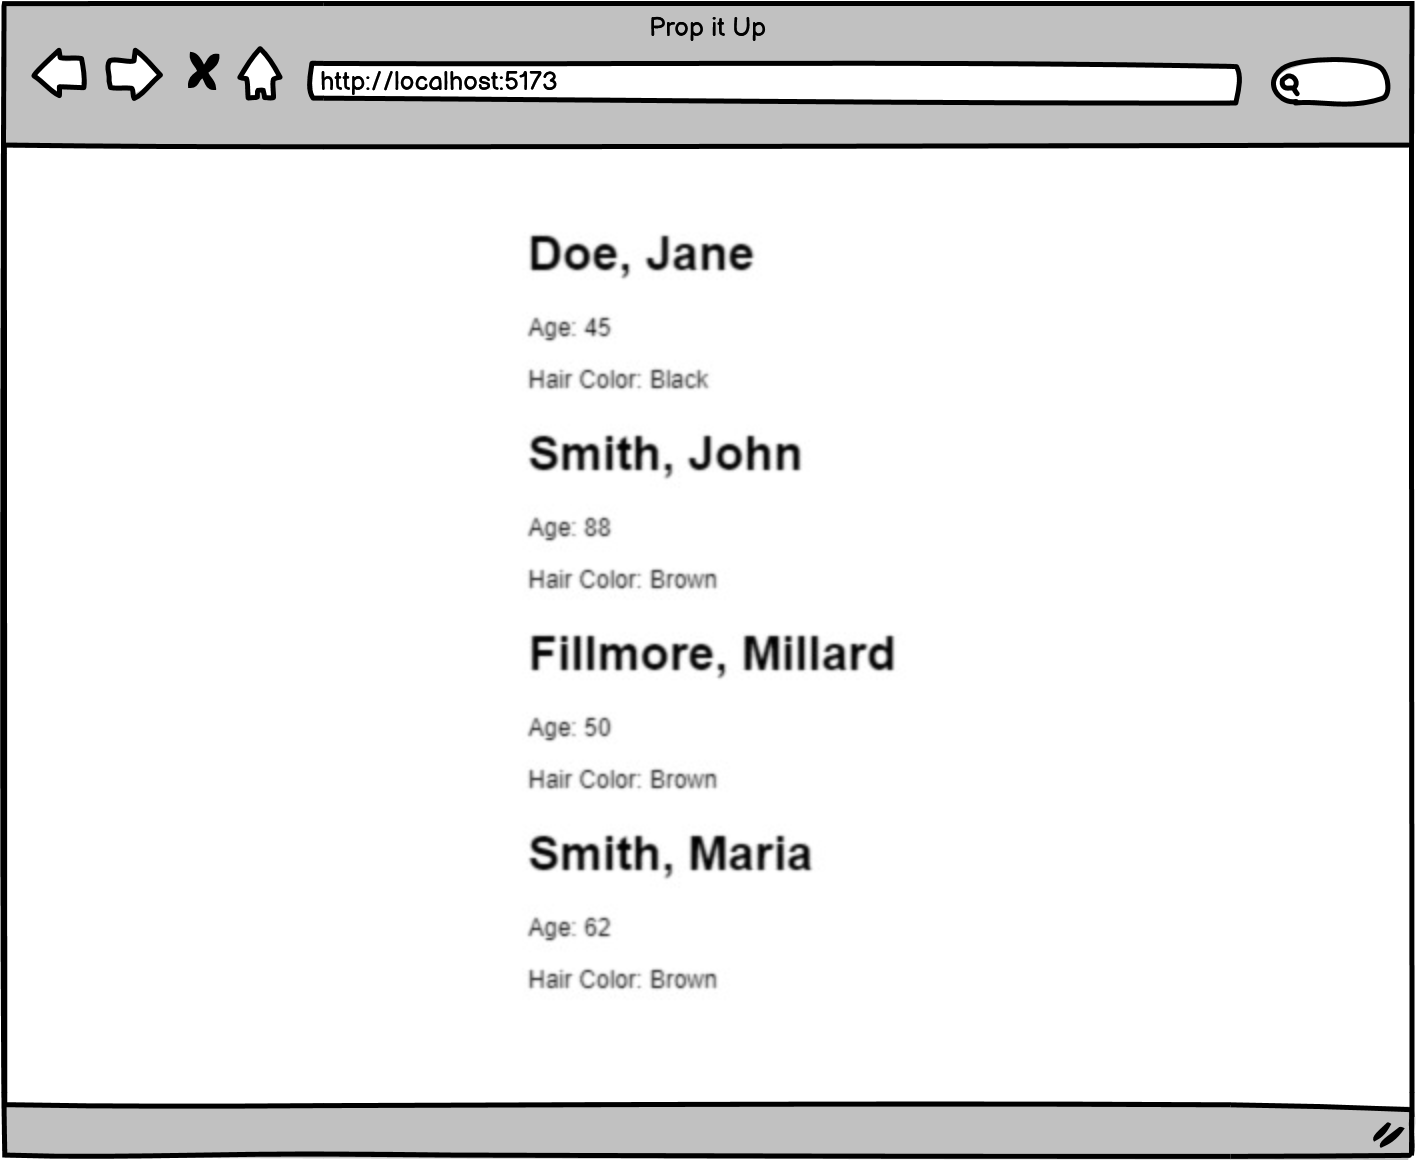 Prop it Up
http://localhost:5173
Doe, Jane
Age: 45
Hair Color: Black
Smith, John
Age: 88
Hair Color: Brown
Fillmore, Millard
Age: 50
Hair Color: Brown
Smith, Maria
Age: 62
Hair Color: Brown